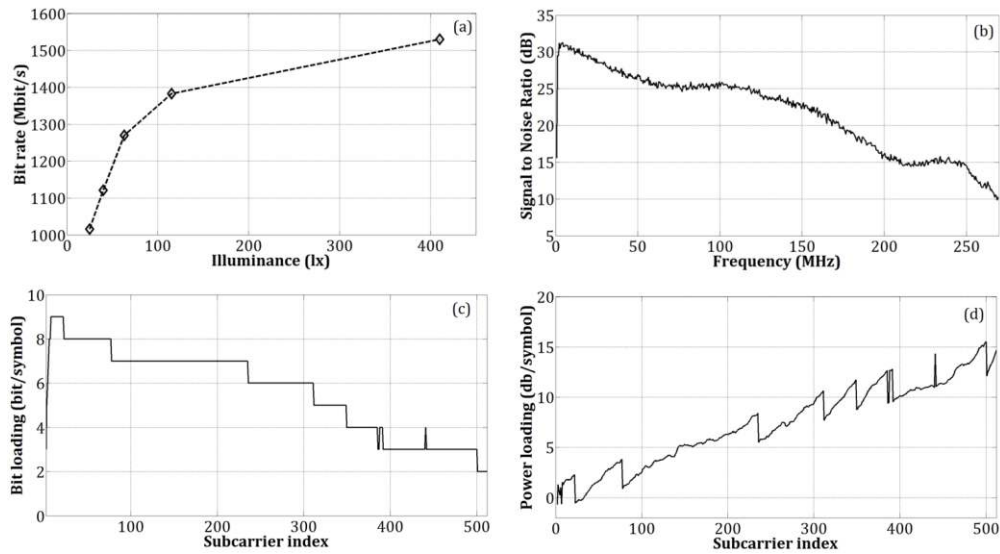 (a)
Bit rate (Mbit/s)
1600
1500
1400
1300
1200
1100
1000
0 100 200 300 400
Illuminance (lx)
(b)
Signal to Noise Ratio (dB)
35
30
25
20
15
10
5
0 50 100 150 200 250
Frequency (MHz)
(c)
Bit loading (bit/symbol)
10
8
6
4
2
0
100 200 300 400 500
Subcarrier index
(d)
Power loading (db/symbol)
20
15
10
5
0
0 100 200 300 400 500
Subcarrier index